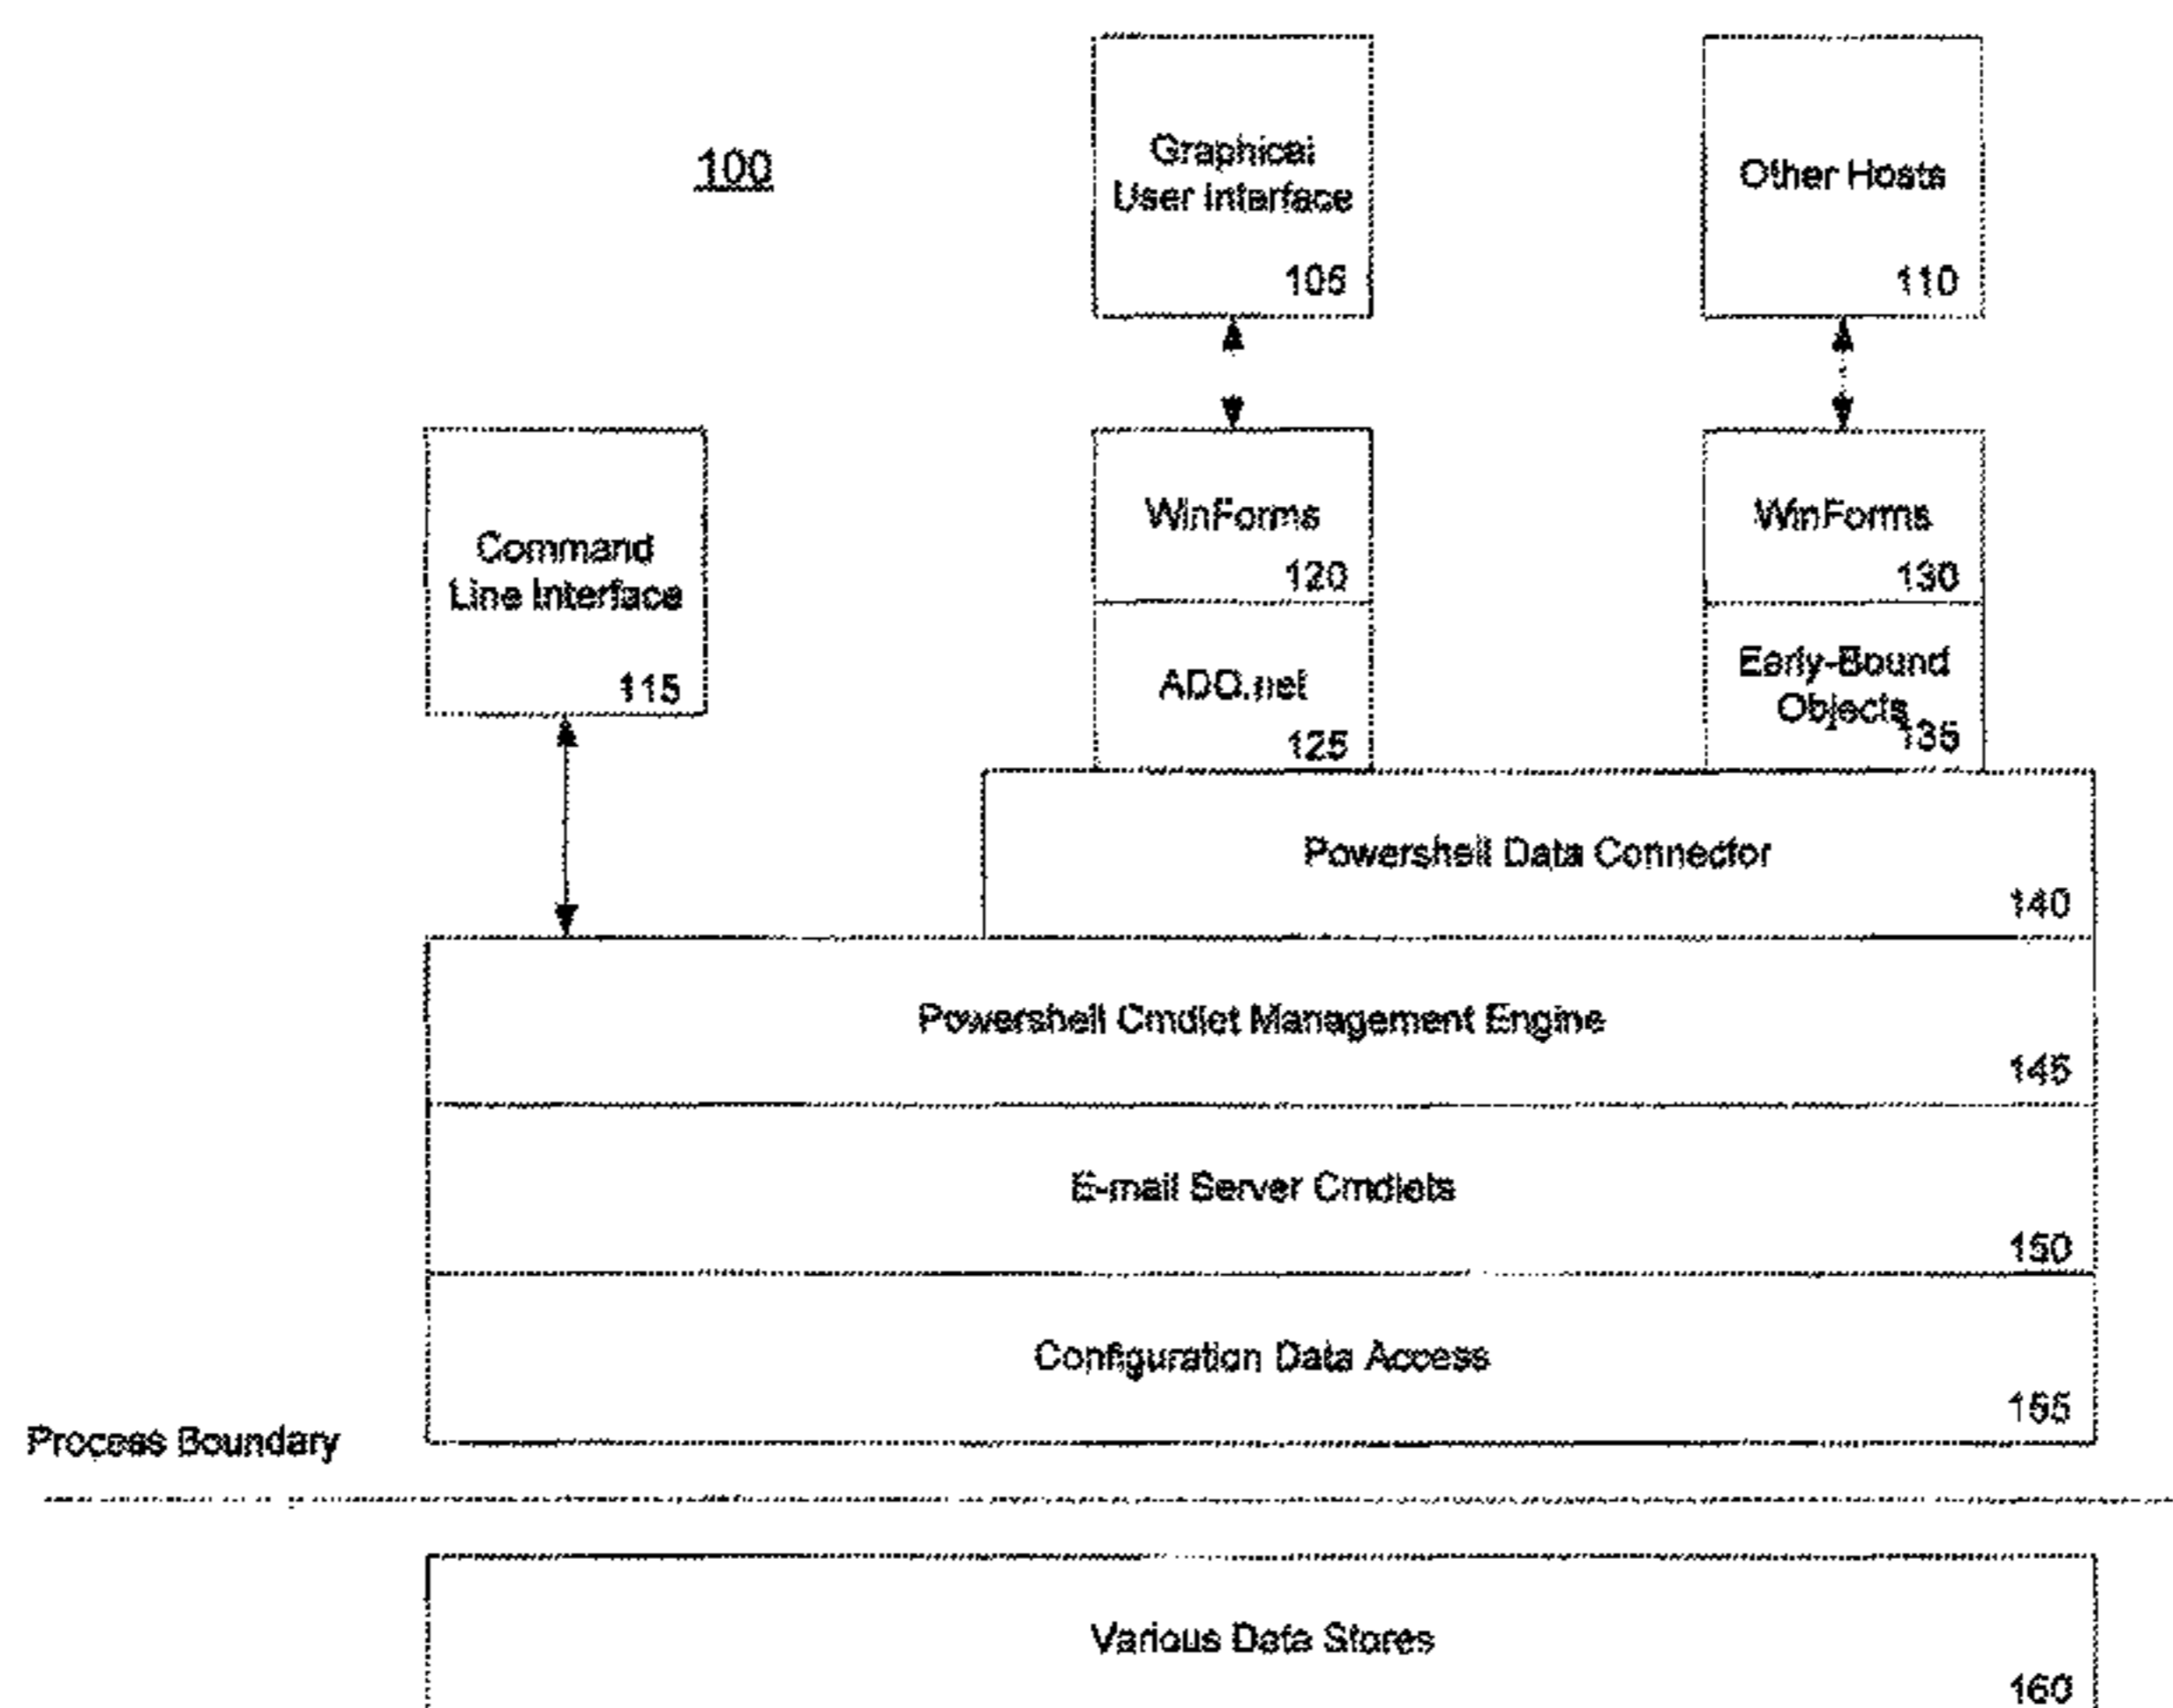 100
Graphical
User Interface
105
Other Hosts
110
Command
Line Interface
115
WinForms
120
ADO.net
125
WinForms
130
Early-Bound
Objects
135
Powershell Data Connector
140
Powershell Cmdlet Management Engine
145
E-mail Server Cmdlets
150
Configuration Data Access
155
Process Boundary
Various Data Stores
160